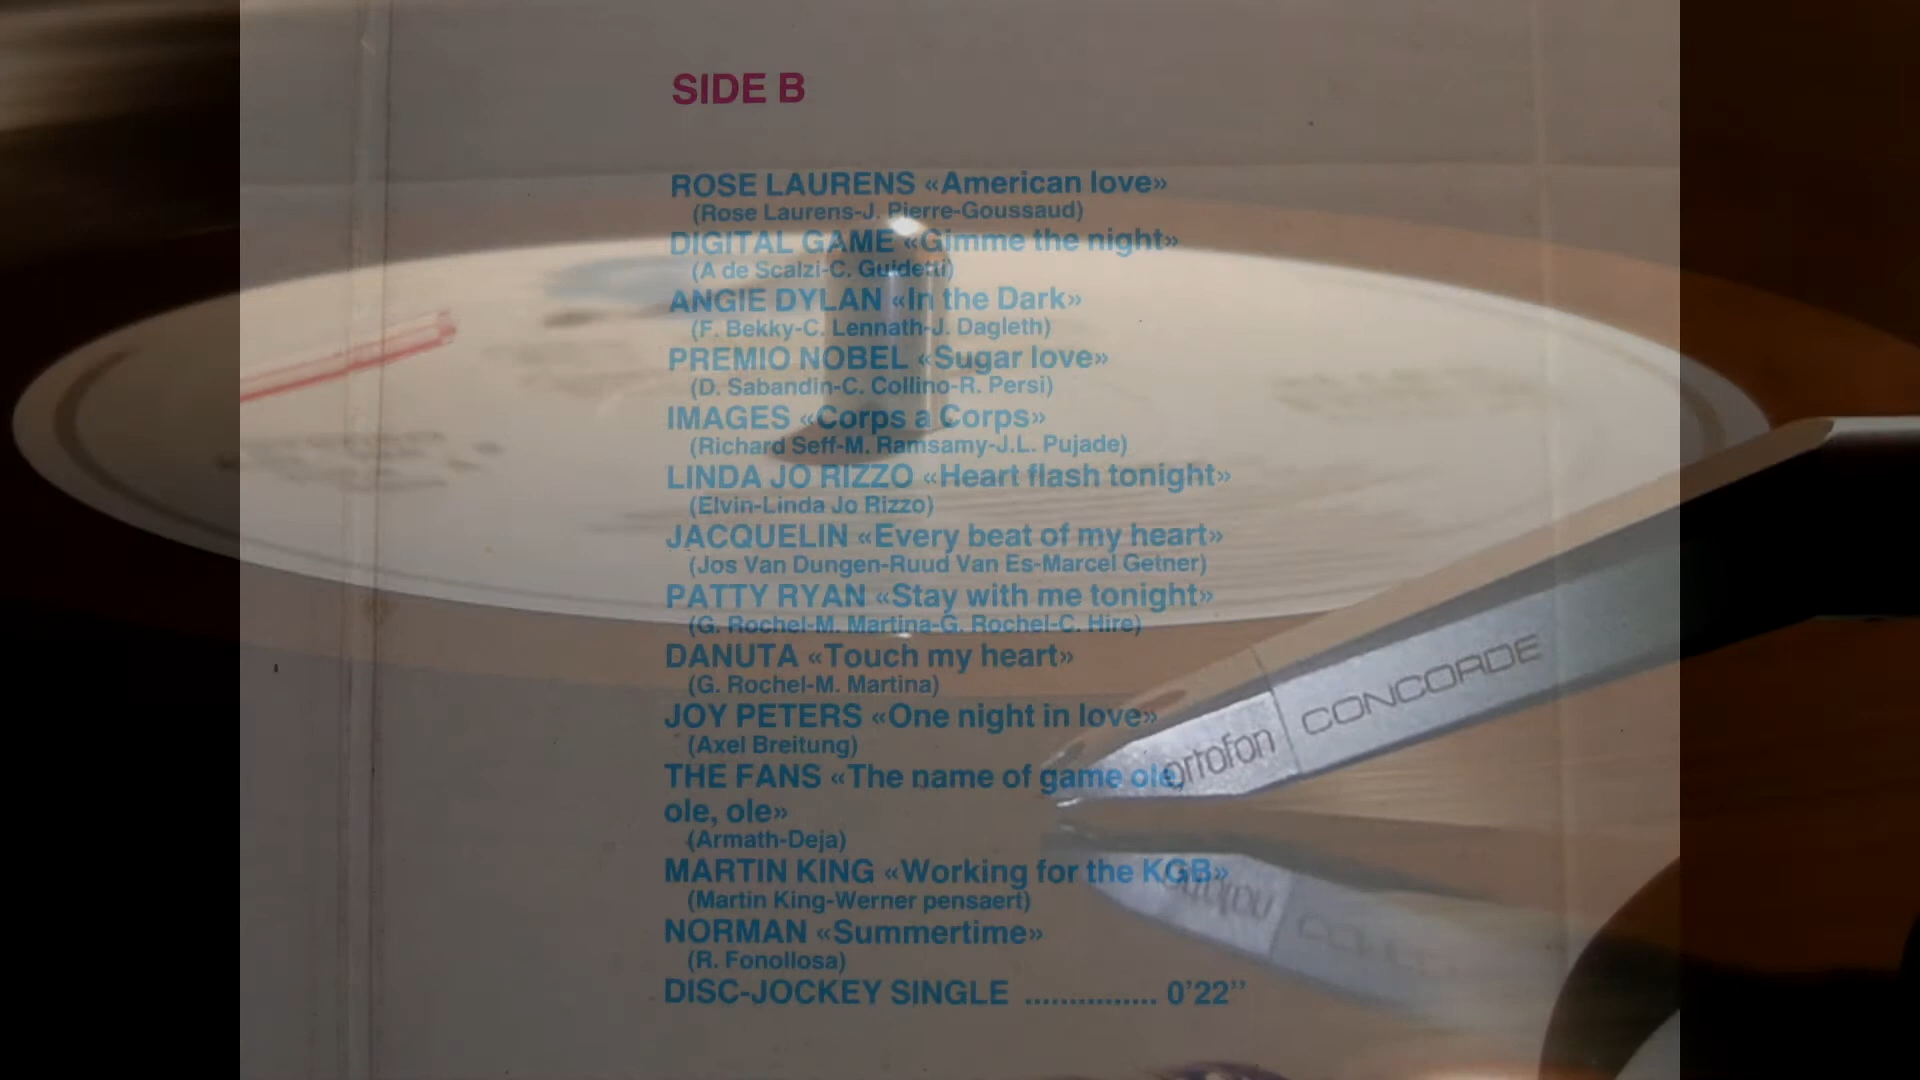 SIDE B
ROSE LAURENS «American love»
(Rose Laurens-J. Pierre-Goussaud)
DIGITAL GAME «Gimme the night»
(A de Scalzi-C. Guidetti)
ANGIE DYLAN «In the Dark»
(F. Bekky-C. Lennath-J. Dagleth)
PREMIO NOBEL «Sugar love»
(D. Sabandin-C. Collino-R. Persi)
IMAGES «Corps a Corps»
(Richard Seff-M. Ramsamy-J.L. Pujade)
LINDA JO RIZZO «Heart flash tonight»
(Elvin-Linda Jo Rizzo)
JACQUELIN «Every beat of my heart»
(Jos Van Dungen-Ruud Van Es-Marcel Getner)
PATTY RYAN «Stay with me tonight»
(G. Rochel-M. Martina-G. Rochel-C. Hire)
DANUTA «Touch my heart»
(G. Rochel-M. Martina)
JOY PETERS «One night in love»
(Axel Breitung)
THE FANS «The name of game ole,
ole, ole»
(Armath-Deja)
MARTIN KING «Working for the KGB»
(Martin King-Werner pensaert)
NORMAN «Summertime»
(R. Fonollosa)
DISC-JOCKEY SINGLE ............... 0'22''
ortofon CONCORDE